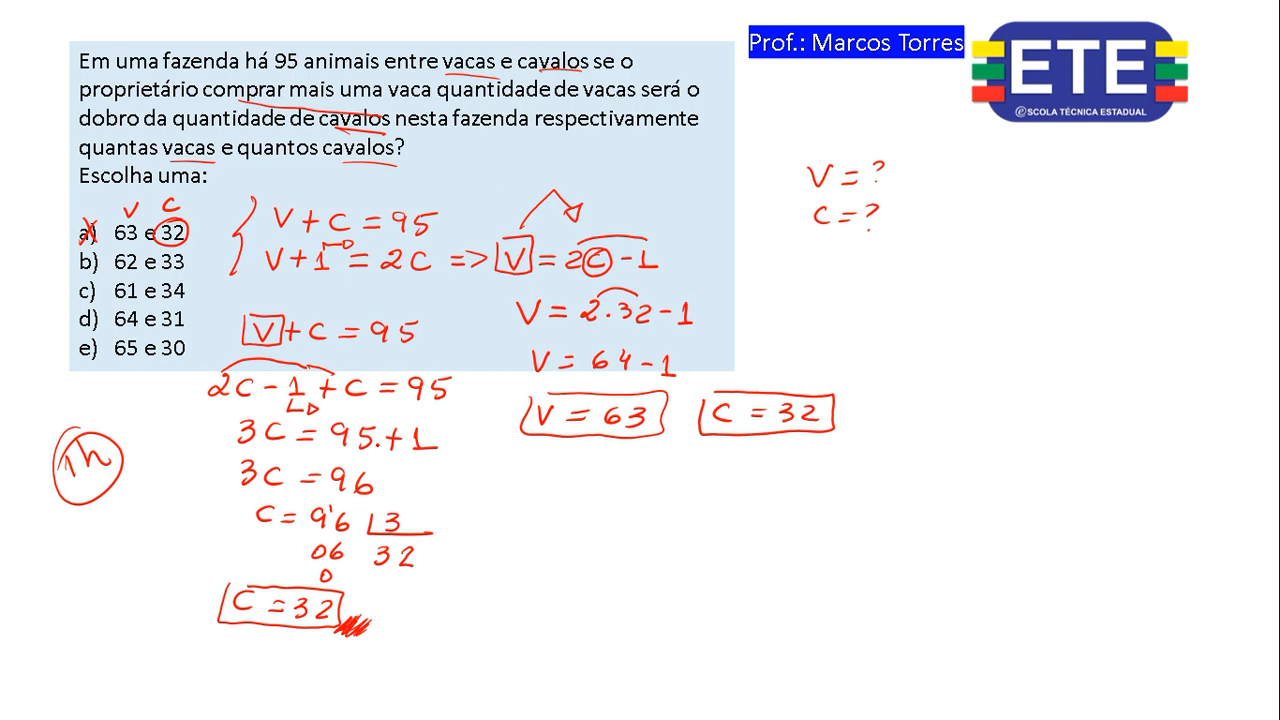 Prof.: Marcos Torres
ETE
ESCOLA TÉCNICA ESTADUAL
Em uma fazenda há 95 animais entre vacas e cavalos se o
proprietário comprar mais uma vaca quantidade de vacas será o
dobro da quantidade de cavalos nesta fazenda respectivamente
quantas vacas e quantos cavalos?
Escolha uma:
V C
a) 63 e 32
b) 62 e 33
c) 61 e 34
d) 64 e 31
e) 65 e 30
V + C = 95
V + 1 = 2C => V = 2C - 1
V + C = 95
2C - 1 + C = 95
3C = 95 + 1
3C = 96
C = 96 3
06 32
0
C = 32
V = 2.32 - 1
V = 64 - 1
V = 63 C = 32
V = ?
C = ?